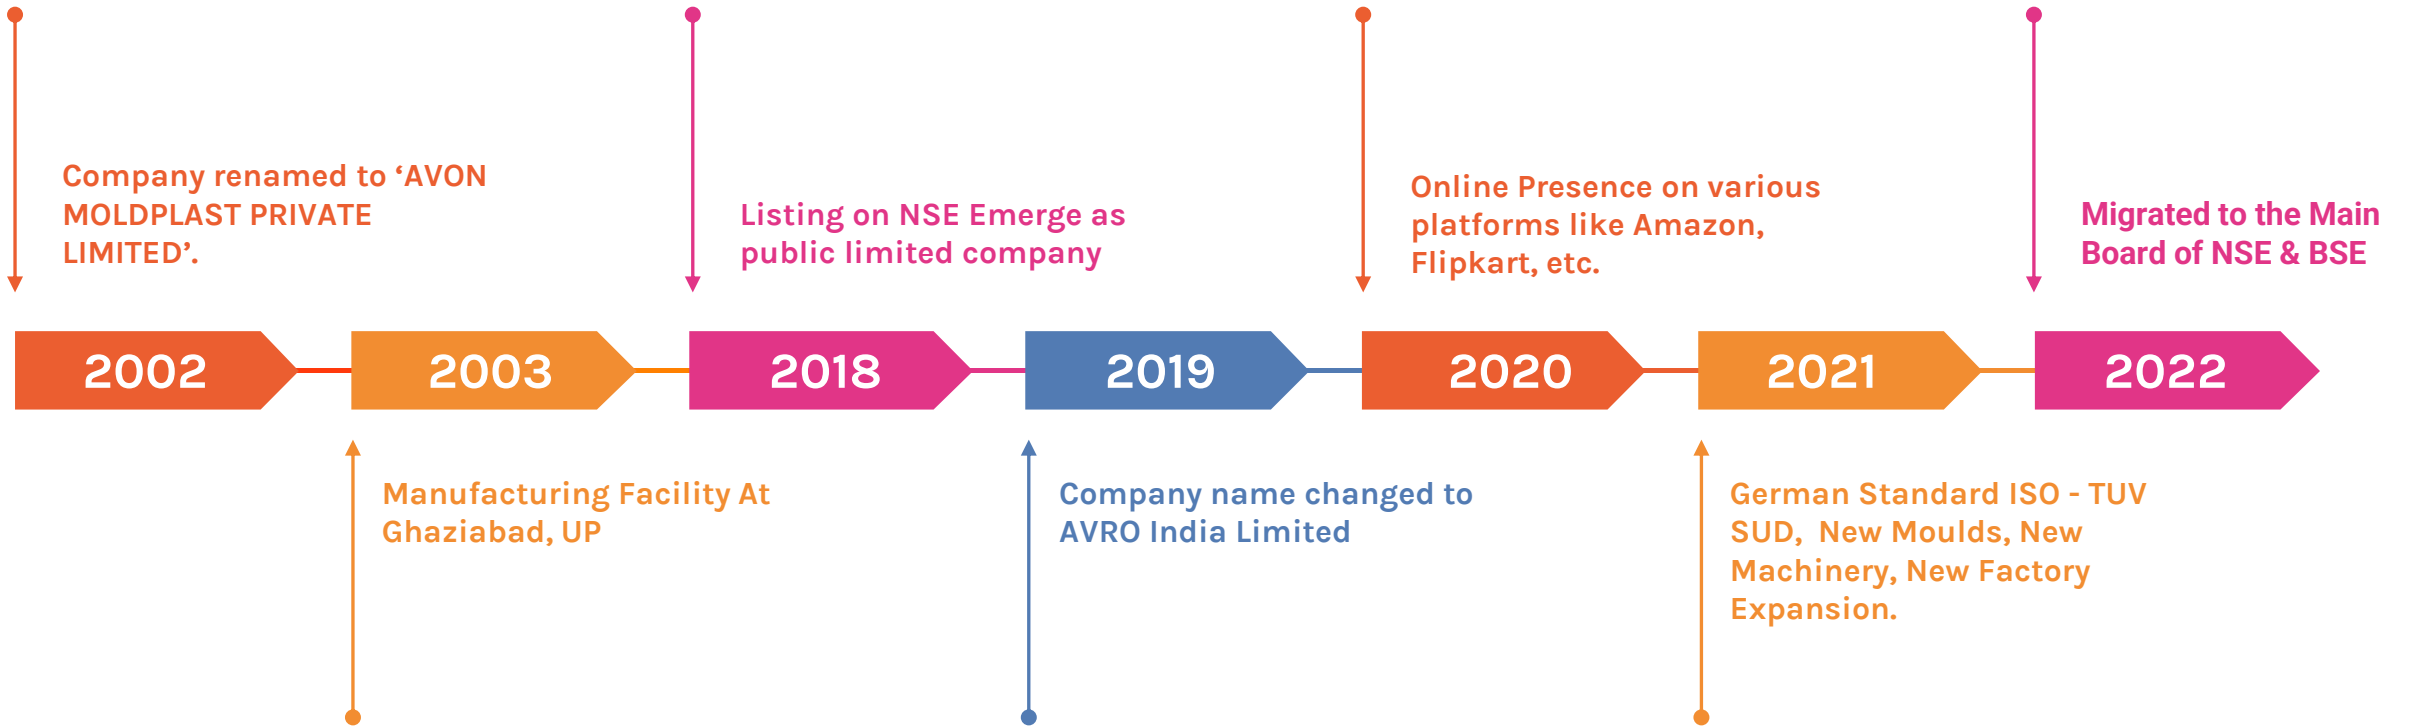 Company renamed to ‘AVON
MOLDPLAST PRIVATE
LIMITED’.
Listing on NSE Emerge as
public limited company
Online Presence on various
platforms like Amazon,
Flipkart, etc.
Migrated to the Main
Board of NSE & BSE
2002
2003
2018
2019
2020
2021
2022
Manufacturing Facility At
Ghaziabad, UP
Company name changed to
AVRO India Limited
German Standard ISO - TUV
SUD,  New Moulds, New
Machinery, New Factory
Expansion.